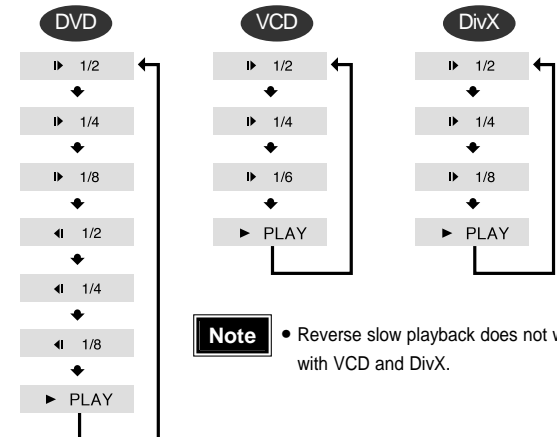 DVD
1/2
1/4
1/8
1/2
1/4
1/8
PLAY
VCD
1/2
1/4
1/6
PLAY
DivX
1/2
1/4
1/8
PLAY
Note • Reverse slow playback does not
with VCD and DivX.